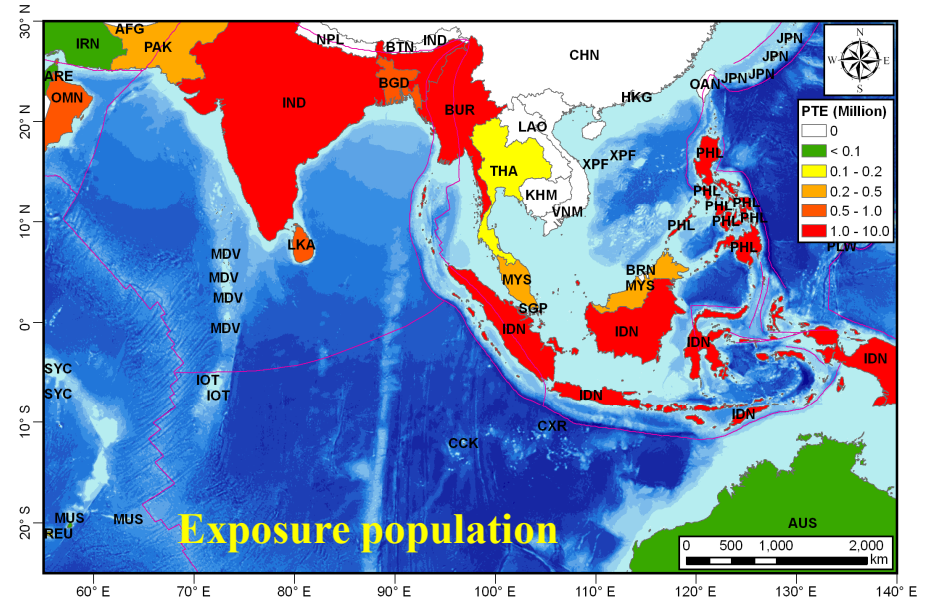 30° N
20° N
10° N
0°
10° S
20° S
AFG
IRN
PAK
ARE
OMN
NPL
BTN
IND
CHN
JPN
JPN
JPN
JPN
OAN
HKG
BGD
IND
BUR
LAO
THA
KHM
VNM
XPF
XPF
PHL
PHL
PHL
PHL
PHL
PHL
PHL
PHL
PLW
LKA
MDV
MDV
MDV
MDV
MYS
SGP
BRN
MYS
IDN
IDN
IDN
IDN
IDN
IDN
SYC
SYC
IOT
IOT
CXR
CCK
MUS
MUS
REU
AUS
N
W
E
S
PTE (Million)
0
< 0.1
0.1 - 0.2
0.2 - 0.5
0.5 - 1.0
1.0 - 10.0
Exposure population
0 500 1,000 2,000
km
60° E 70° E 80° E 90° E 100° E 110° E 120° E 130° E 140° E